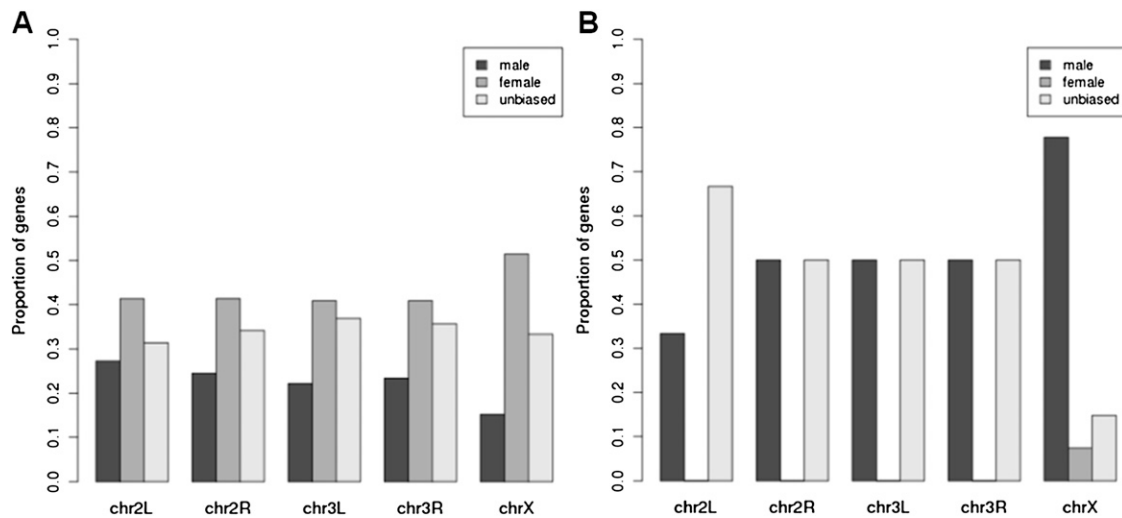 A
Proportion of genes
1.0
0.9
0.8
0.7
0.6
0.5
0.4
0.3
0.2
0.1
0.0
male
female
unbiased
chr2L chr2R chr3L chr3R chrX
B
Proportion of genes
1.0
0.9
0.8
0.7
0.6
0.5
0.4
0.3
0.2
0.1
0.0
male
female
unbiased
chr2L chr2R chr3L chr3R chrX